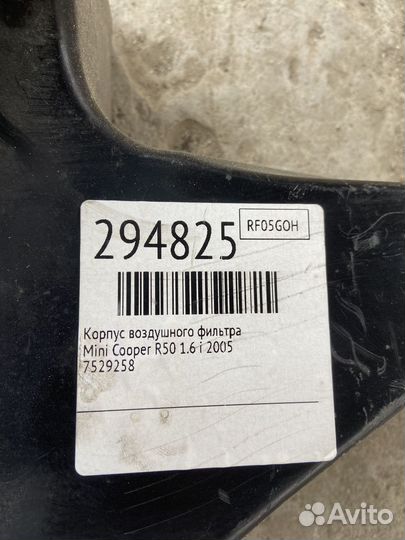 294825
RF05GOH
Корпус воздушного фильтра
Mini Cooper R50 1.6 i 2005
7529258
Avito